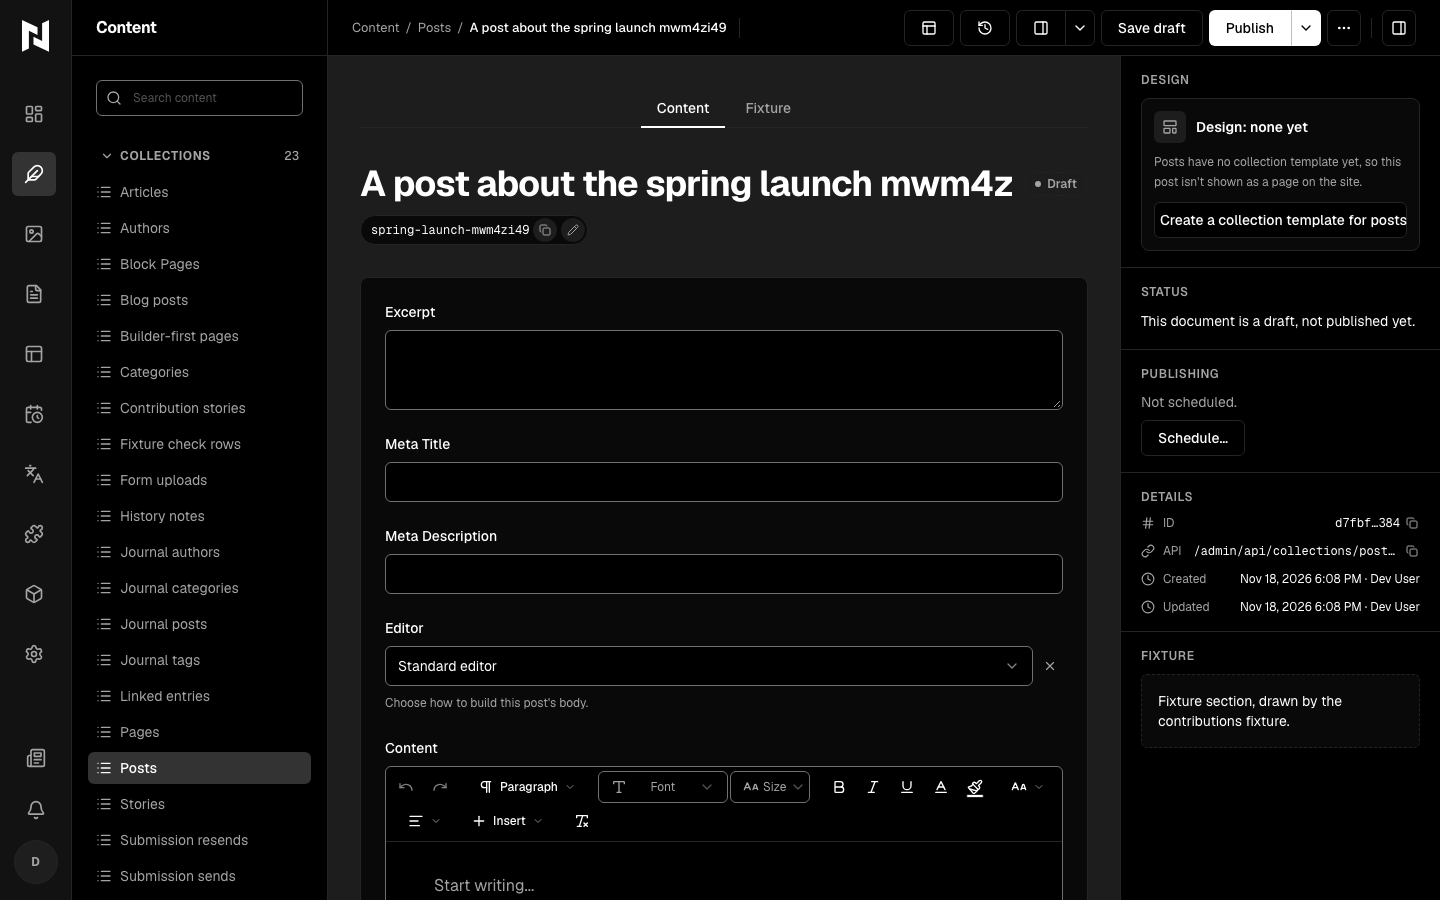 Content
Content / Posts / A post about the spring launch mwm4zi49
Save draft
Publish
Search content
COLLECTIONS 23
Articles
Authors
Block Pages
Blog posts
Builder-first pages
Categories
Contribution stories
Fixture check rows
Form uploads
History notes
Journal authors
Journal categories
Journal posts
Journal tags
Linked entries
Pages
Posts
Stories
Submission resends
Submission sends
D
Content Fixture
A post about the spring launch mwm4z
Draft
spring-launch-mwm4zi49
Excerpt
Meta Title
Meta Description
Editor
Standard editor
Choose how to build this post's body.
Content
Paragraph Font Size
Insert
Start writing...
DESIGN
Design: none yet
Posts have no collection template yet, so this
post isn't shown as a page on the site.
Create a collection template for posts
STATUS
This document is a draft, not published yet.
PUBLISHING
Not scheduled.
Schedule...
DETAILS
ID d7fbf…384
API /admin/api/collections/post…
Created Nov 18, 2026 6:08 PM · Dev User
Updated Nov 18, 2026 6:08 PM · Dev User
FIXTURE
Fixture section, drawn by the
contributions fixture.